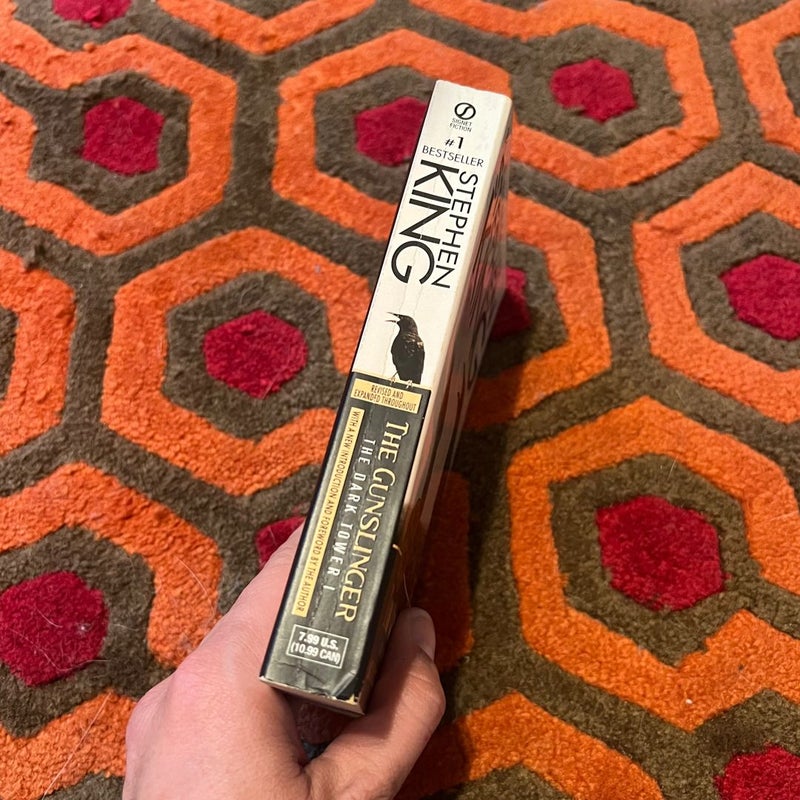 SIGNET
FICTION
#1
BESTSELLER
STEPHEN
KING
REVISED AND
EXPANDED THROUGHOUT
THE GUNSLINGER
THE DARK TOWER I
WITH A NEW INTRODUCTION AND FOREWORD BY THE AUTHOR
7.99 U.S.
(10.99 CAN)